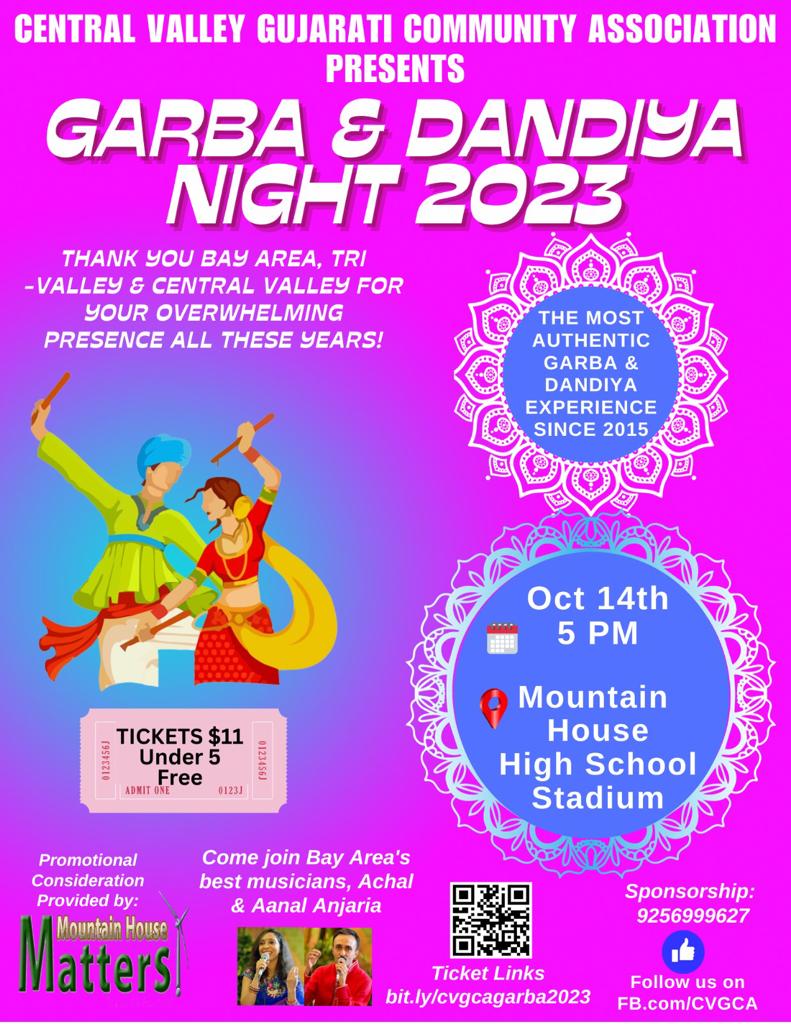 CENTRAL VALLEY GUJARATI COMMUNITY ASSOCIATION
PRESENTS
GARBA & DANDIYA
NIGHT 2023
THANK YOU BAY AREA, TRI
-VALLEY & CENTRAL VALLEY FOR
YOUR OVERWHELMING
PRESENCE ALL THESE YEARS!
THE MOST
AUTHENTIC
GARBA &
DANDIYA
EXPERIENCE
SINCE 2015
Oct 14th
5 PM
Mountain
House
High School
Stadium
TICKETS $11
Under 5
Free
0123456J
ADMIT ONE
0123J
0123456J
Promotional
Consideration
Provided by:
Mountain House
Matters!
Come join Bay Area's
best musicians, Achal
& Aanal Anjaria
Ticket Links
bit.ly/cvgcagarba2023
Sponsorship:
9256999627
Follow us on
FB.com/CVGCA